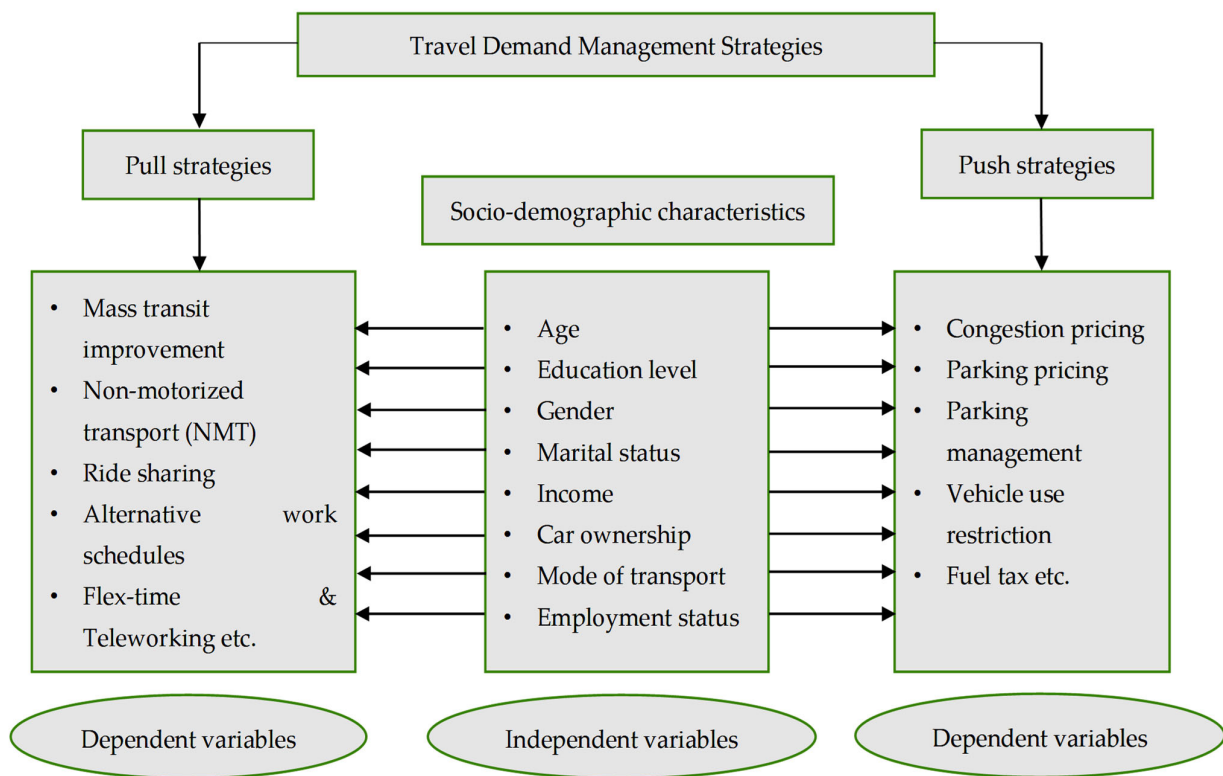 Travel Demand Management Strategies
Pull strategies
Push strategies
Socio-demographic characteristics
• Mass transit
improvement
• Non-motorized
transport (NMT)
• Ride sharing
• Alternative work
schedules
• Flex-time &
Teleworking etc.
• Age
• Education level
• Gender
• Marital status
• Income
• Car ownership
• Mode of transport
• Employment status
• Congestion pricing
• Parking pricing
• Parking
management
• Vehicle use
restriction
• Fuel tax etc.
Dependent variables
Independent variables
Dependent variables